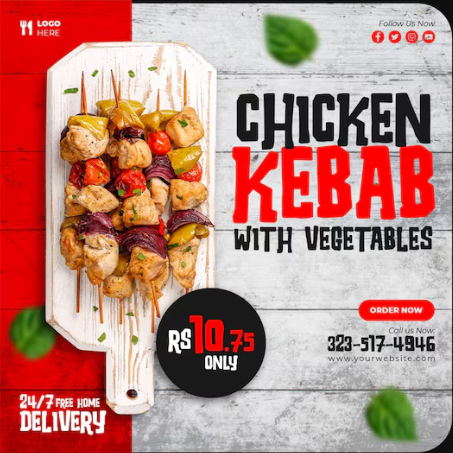 LOGO
HERE
Follow Us Now
CHICKEN
KEBAB
WITH VEGETABLES
RS 10.75
ONLY
ORDER NOW
Call us Now:
323-517-4946
www.yourwebsite.com
24/7 FREE HOME
DELIVERY